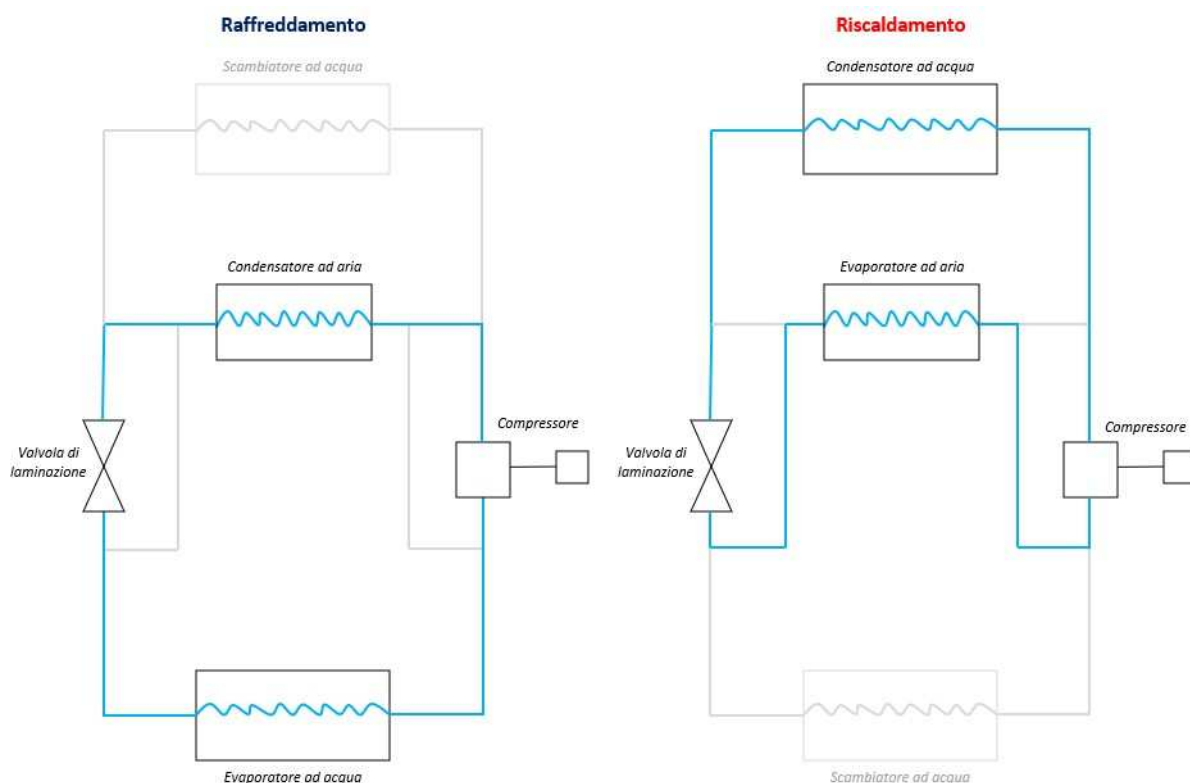 Raffreddamento
Scambiatore ad acqua
Condensatore ad aria
Compressore
Valvola di
laminazione
Evaporatore ad acqua
Riscaldamento
Condensatore ad acqua
Evaporatore ad aria
Compressore
Valvola di
laminazione
Scambiatore ad acqua